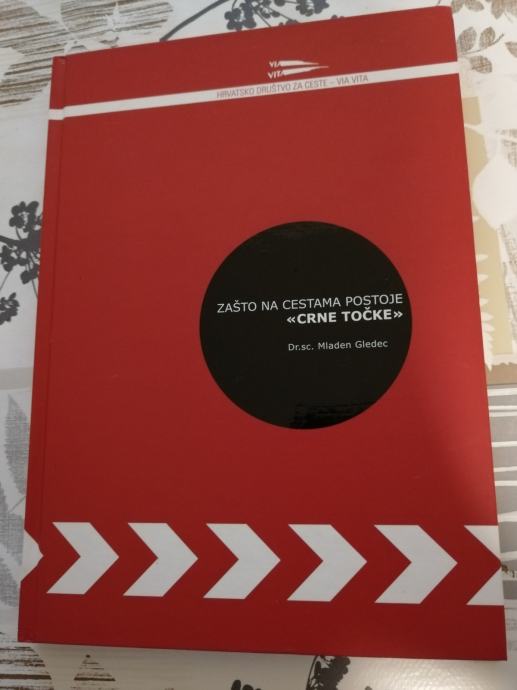 VIA
VITA
HRVATSKO DRUŠTVO ZA CESTE - VIA VITA
ZAŠTO NA CESTAMA POSTOJE
«CRNE TOČKE»
Dr.sc. Mladen Gledec